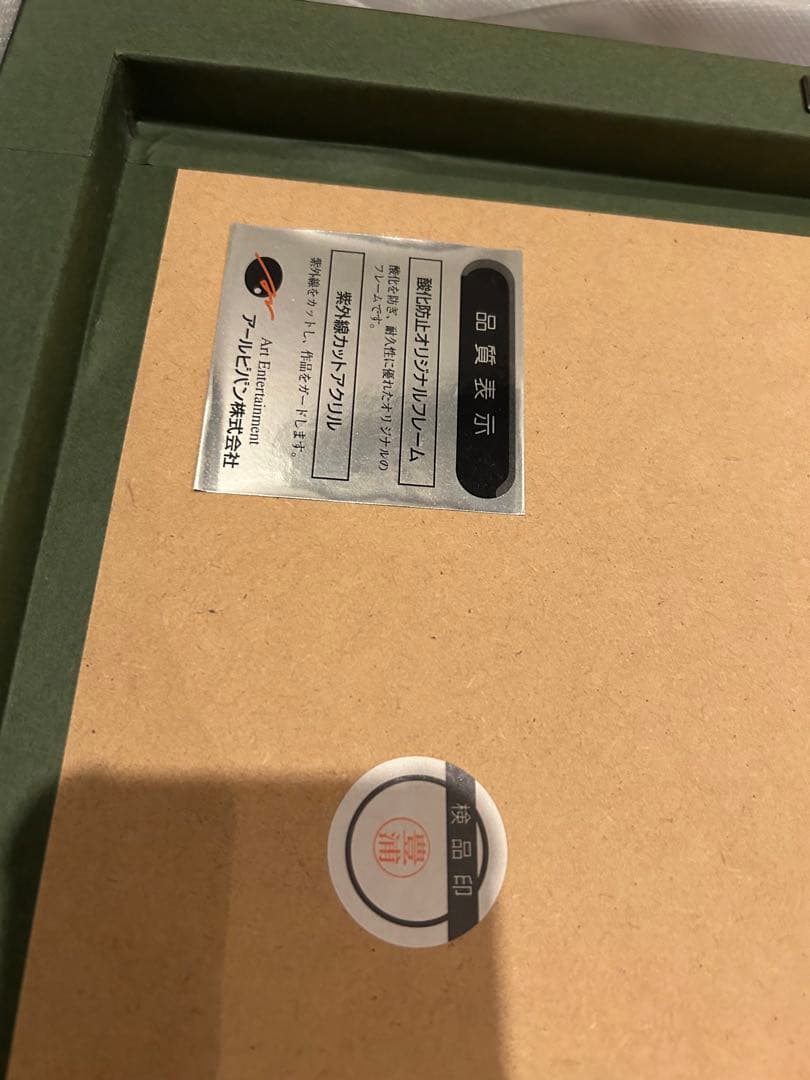 品質表示
酸化防止オリジナルフレーム
酸化を防ぎ、耐久性に優れたオリジナルの
フレームです。
紫外線カットアクリル
紫外線をカットし、作品をガードします。
Art Entertainment
アールビバン株式会社
検品印
豊浦